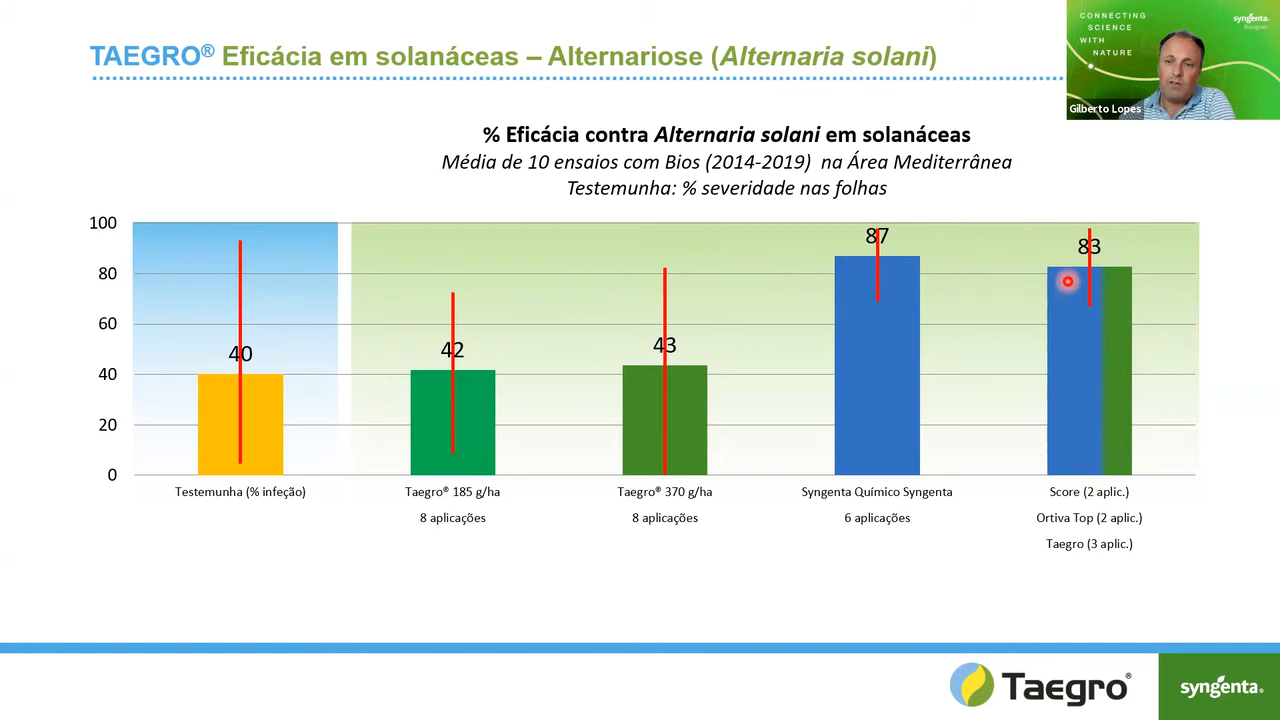 TAEGRO® Eficácia em solanáceas – Alternariose (Alternaria solani)
CONNECTING
SCIENCE
WITH
NATURE
syngenta.
Gilberto Lopes
% Eficácia contra Alternaria solani em solanáceas
Média de 10 ensaios com Bios (2014-2019) na Área Mediterrânea
Testemunha: % severidade nas folhas
100
80
60
40
20
0
40
42
43
87
83
Testemunha (% infeção)
Taegro® 185 g/ha
8 aplicações
Taegro® 370 g/ha
8 aplicações
Syngenta Químico Syngenta
6 aplicações
Score (2 aplic.)
Ortiva Top (2 aplic.)
Taegro (3 aplic.)
Taegro®
syngenta®